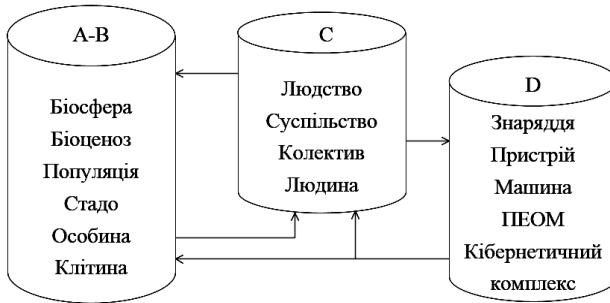 A-B
Біосфера
Біоценоз
Популяція
Стадо
Особина
Клітина
C
Людство
Суспільство
Колектив
Людина
D
Знаряддя
Пристрій
Машина
ПЕОМ
Кібернетичний
комплекс